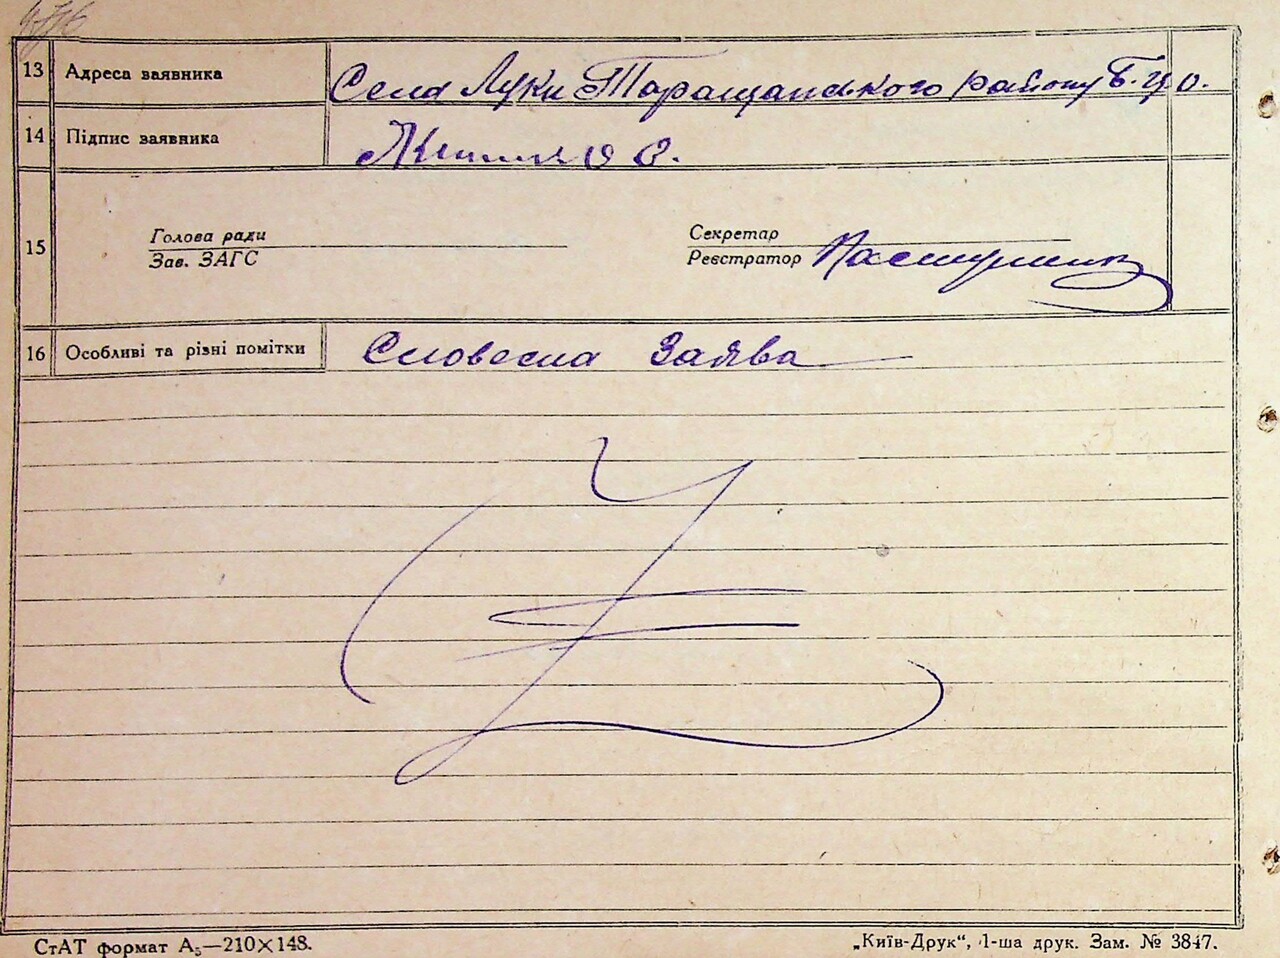 13 Адреса заявника Села Луки Таращанського району
14 Підпис заявника
15 Голова ради
Зав. ЗАГС
Секретар
Реєстратор
16 Особливі та різні помітки Словесна Заява
СтАТ формат А₅—210×148.
„Київ-Друк“, 1-ша друк. Зам. № 3847.